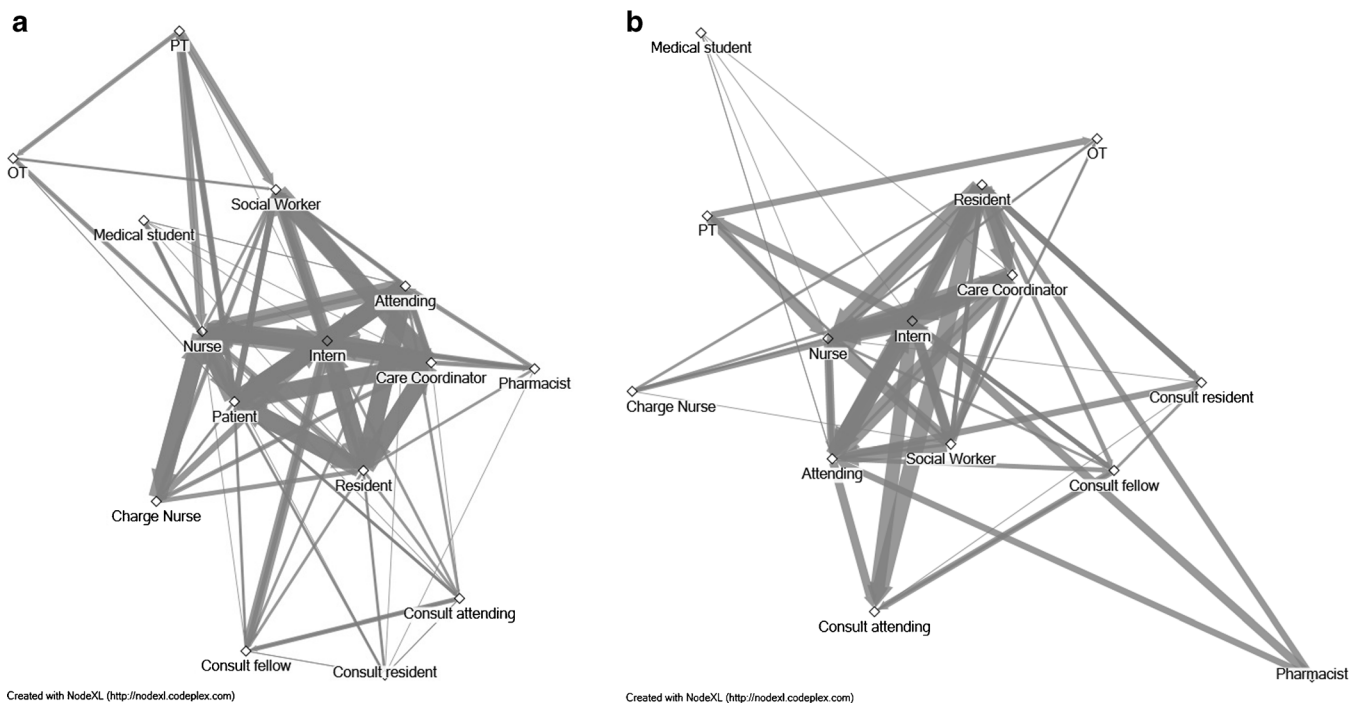 a
PT
OT
Social Worker
Medical student
Attending
Nurse
Intern
Care Coordinator
Pharmacist
Patient
Resident
Charge Nurse
Consult attending
Consult fellow
Consult resident
Created with NodeXL (http://nodexl.codeplex.com)
b
Medical student
OT
Resident
PT
Care Coordinator
Intern
Nurse
Consult resident
Charge Nurse
Social Worker
Attending
Consult fellow
Consult attending
Pharmacist
Created with NodeXL (http://nodexl.codeplex.com)